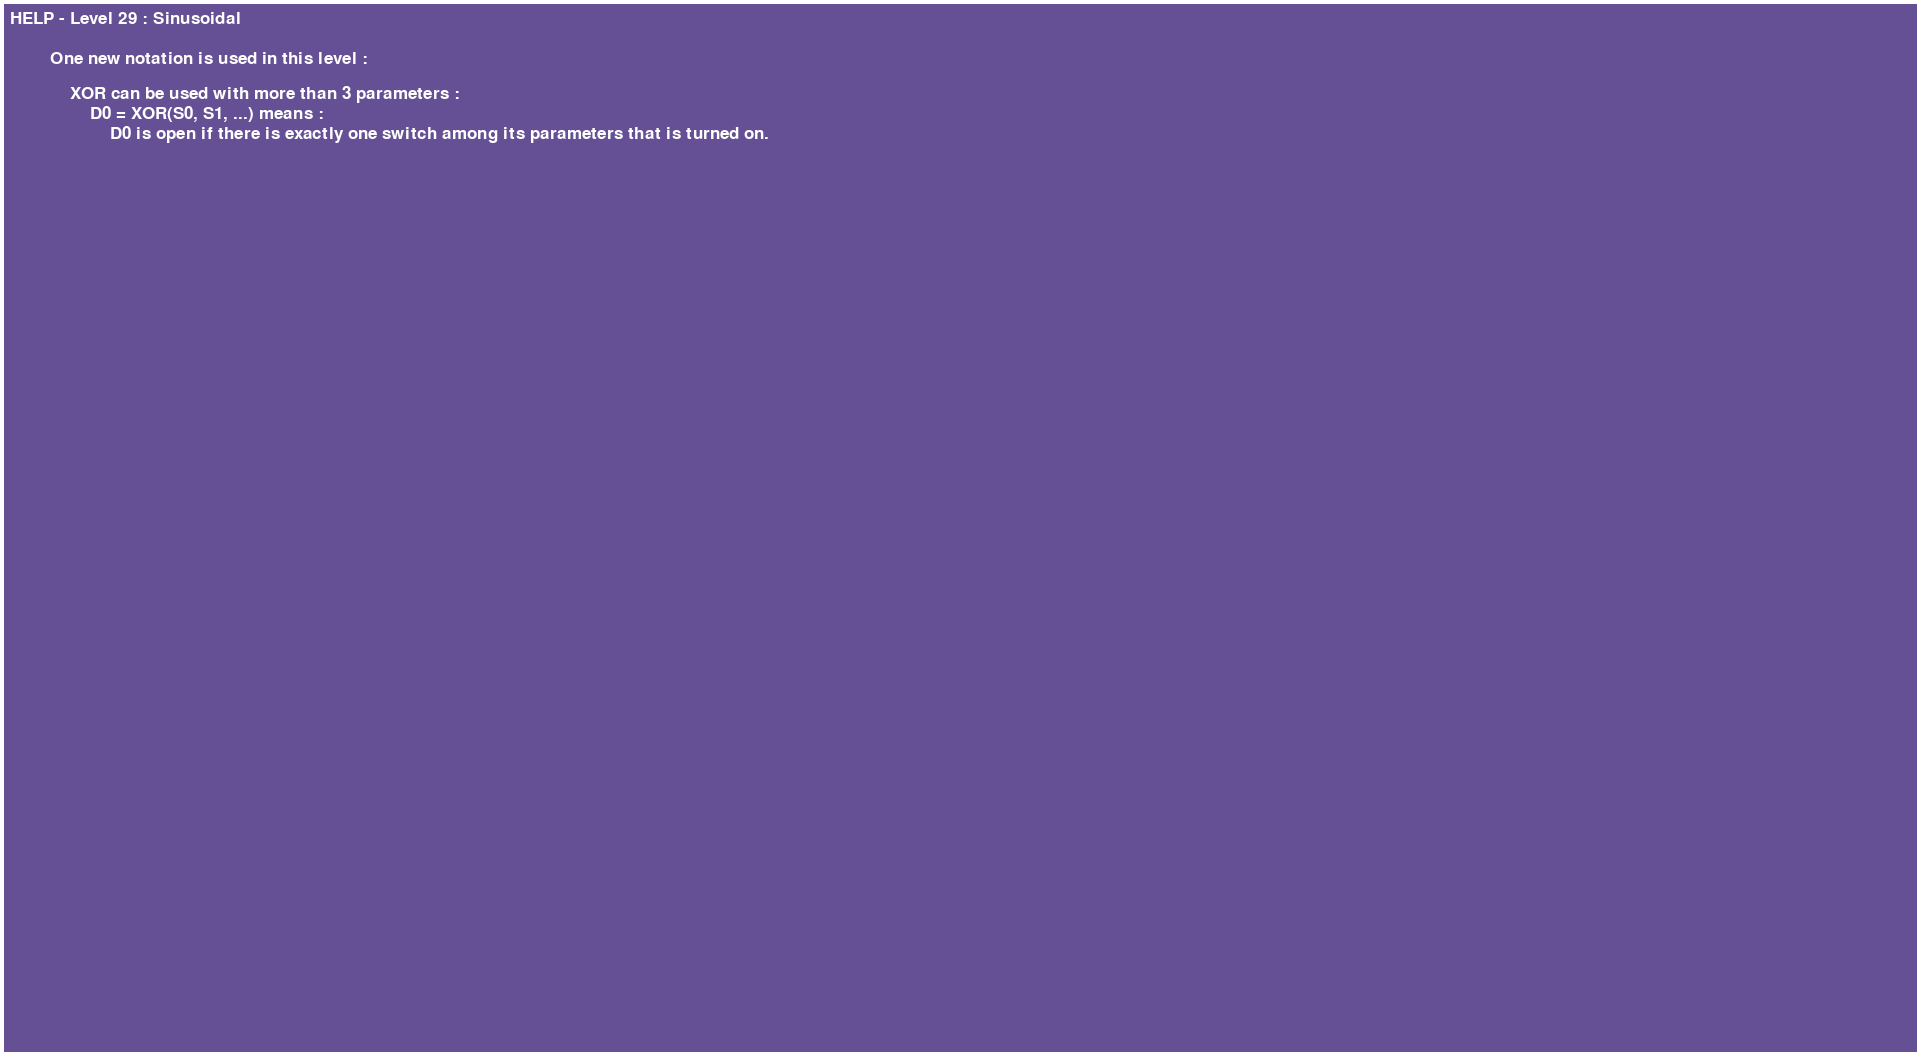 HELP - Level 29 : Sinusoidal
One new notation is used in this level :
XOR can be used with more than 3 parameters :
D0 = XOR(S0, S1, ...) means :
D0 is open if there is exactly one switch among its parameters that is turned on.